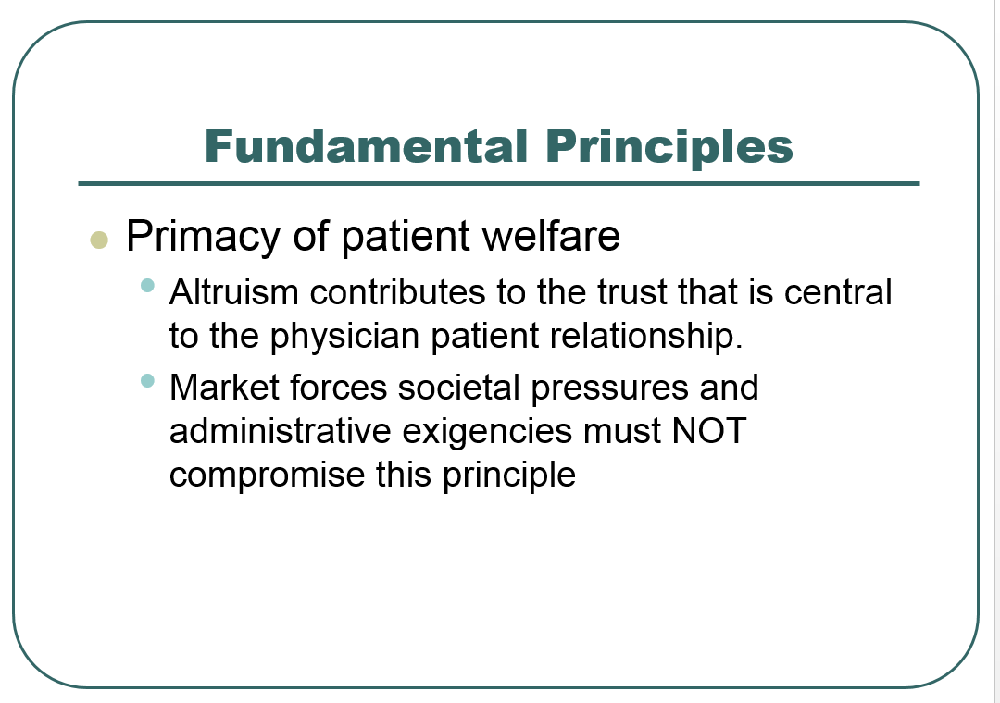 Fundamental Principles
Primacy of patient welfare
Altruism contributes to the trust that is central
to the physician patient relationship.
Market forces societal pressures and
administrative exigencies must NOT
compromise this principle